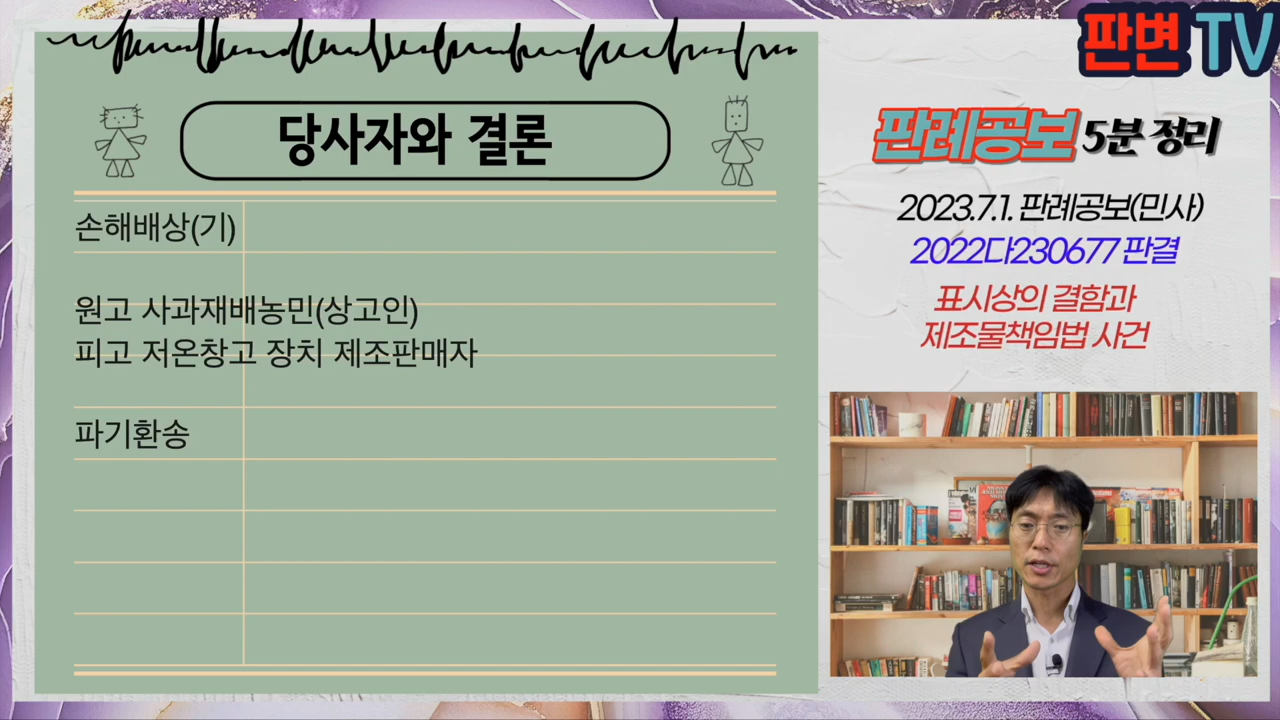 당사자와 결론
손해배상(기)
원고 사과재배농민(상고인)
피고 저온창고 장치 제조판매자
파기환송
판변 TV
판례공보 5분 정리
2023.7.1. 판례공보(민사)
2022다230677 판결
표시상의 결함과
제조물책임법 사건